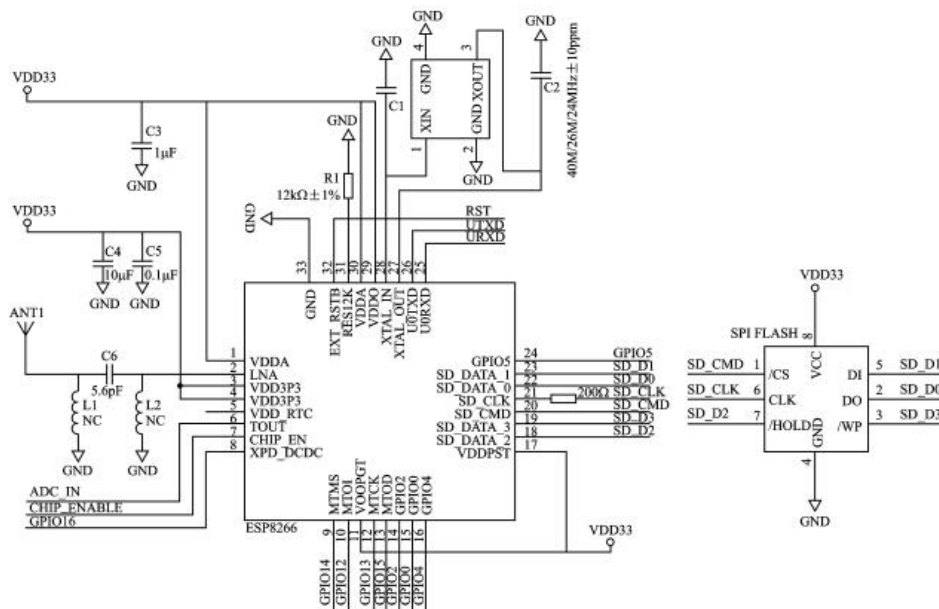 GND
GND
4
3
GND
GND XOUT
XIN
GND
1
2
GND
C1
GND
C2
40M/26M/24MHz±10ppm
VDD33
C3
1μF
GND
GND
R1
12kΩ±1%
VDD33
C4
10μF
GND
C5
0.1μF
GND
GND
RST
UTXD
URXD
33
32
31
30
29
28
27
26
25
GND
EXT_RSTB
RES12K
VDDA
VDDO
XTAL_IN
XTAL_OUT
U0TXD
U0RXD
ANT1
C6
5.6pF
L1
NC
GND
L2
NC
GND
1 VDDA
2 LNA
3 VDD3P3
4 VDD3P3
5 VDD_RTC
6 TOUT
7 CHIP_EN
8 XPD_DCDC
ADC_IN
CHIP_ENABLE
GPIO16
GPIO5 24 GPIO5
SD_DATA_1 23 SD_D1
SD_DATA_0 22 SD_D0
SD_CLK 21 200Ω SD_CLK
SD_CMD 20 SD_CMD
SD_DATA_3 19 SD_D3
SD_DATA_2 18 SD_D2
VDDPST 17
MTMS
MTOI
VOOPGT
MTCK
MTOD
GPIO2
GPIO0
GPIO4
ESP8266
9
10
11
12
13
14
15
16
GPIO14
GPIO12
GPIO13
GPIO15
GPIO2
GPIO0
GPIO4
VDD33
VDD33
SPI FLASH
8
VCC
SD_CMD 1 /CS
SD_CLK 6 CLK
SD_D2 7 /HOLD
DI 5 SD_D1
DO 2 SD_D0
/WP 3 SD_D3
GND
4
GND